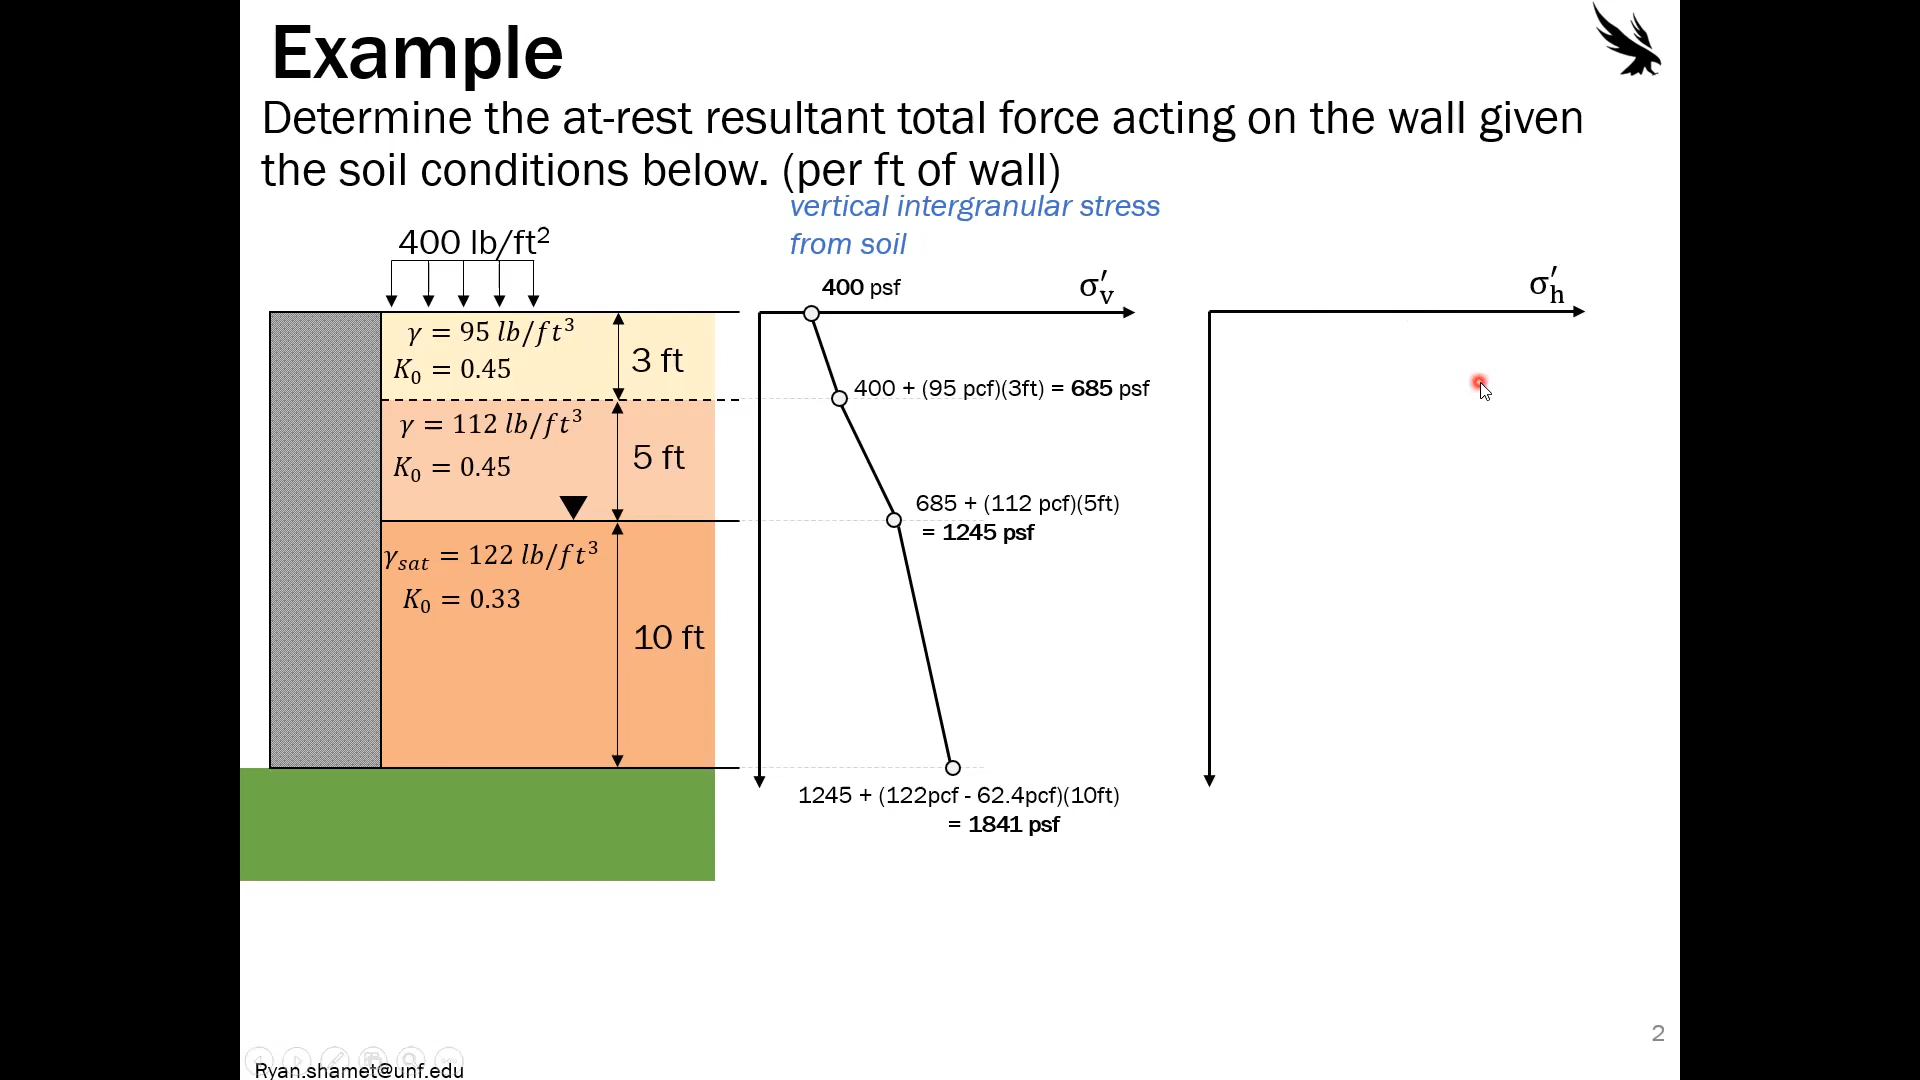 Example
Determine the at-rest resultant total force acting on the wall given
the soil conditions below. (per ft of wall)
vertical intergranular stress
from soil
400 lb/ft²
400 psf
σ′v
σ′h
γ = 95 lb/ft³
K₀ = 0.45
3 ft
400 + (95 pcf)(3ft) = 685 psf
γ = 112 lb/ft³
K₀ = 0.45
5 ft
685 + (112 pcf)(5ft)
= 1245 psf
γsat = 122 lb/ft³
K₀ = 0.33
10 ft
1245 + (122pcf - 62.4pcf)(10ft)
= 1841 psf
2
Ryan.shamet@unf.edu